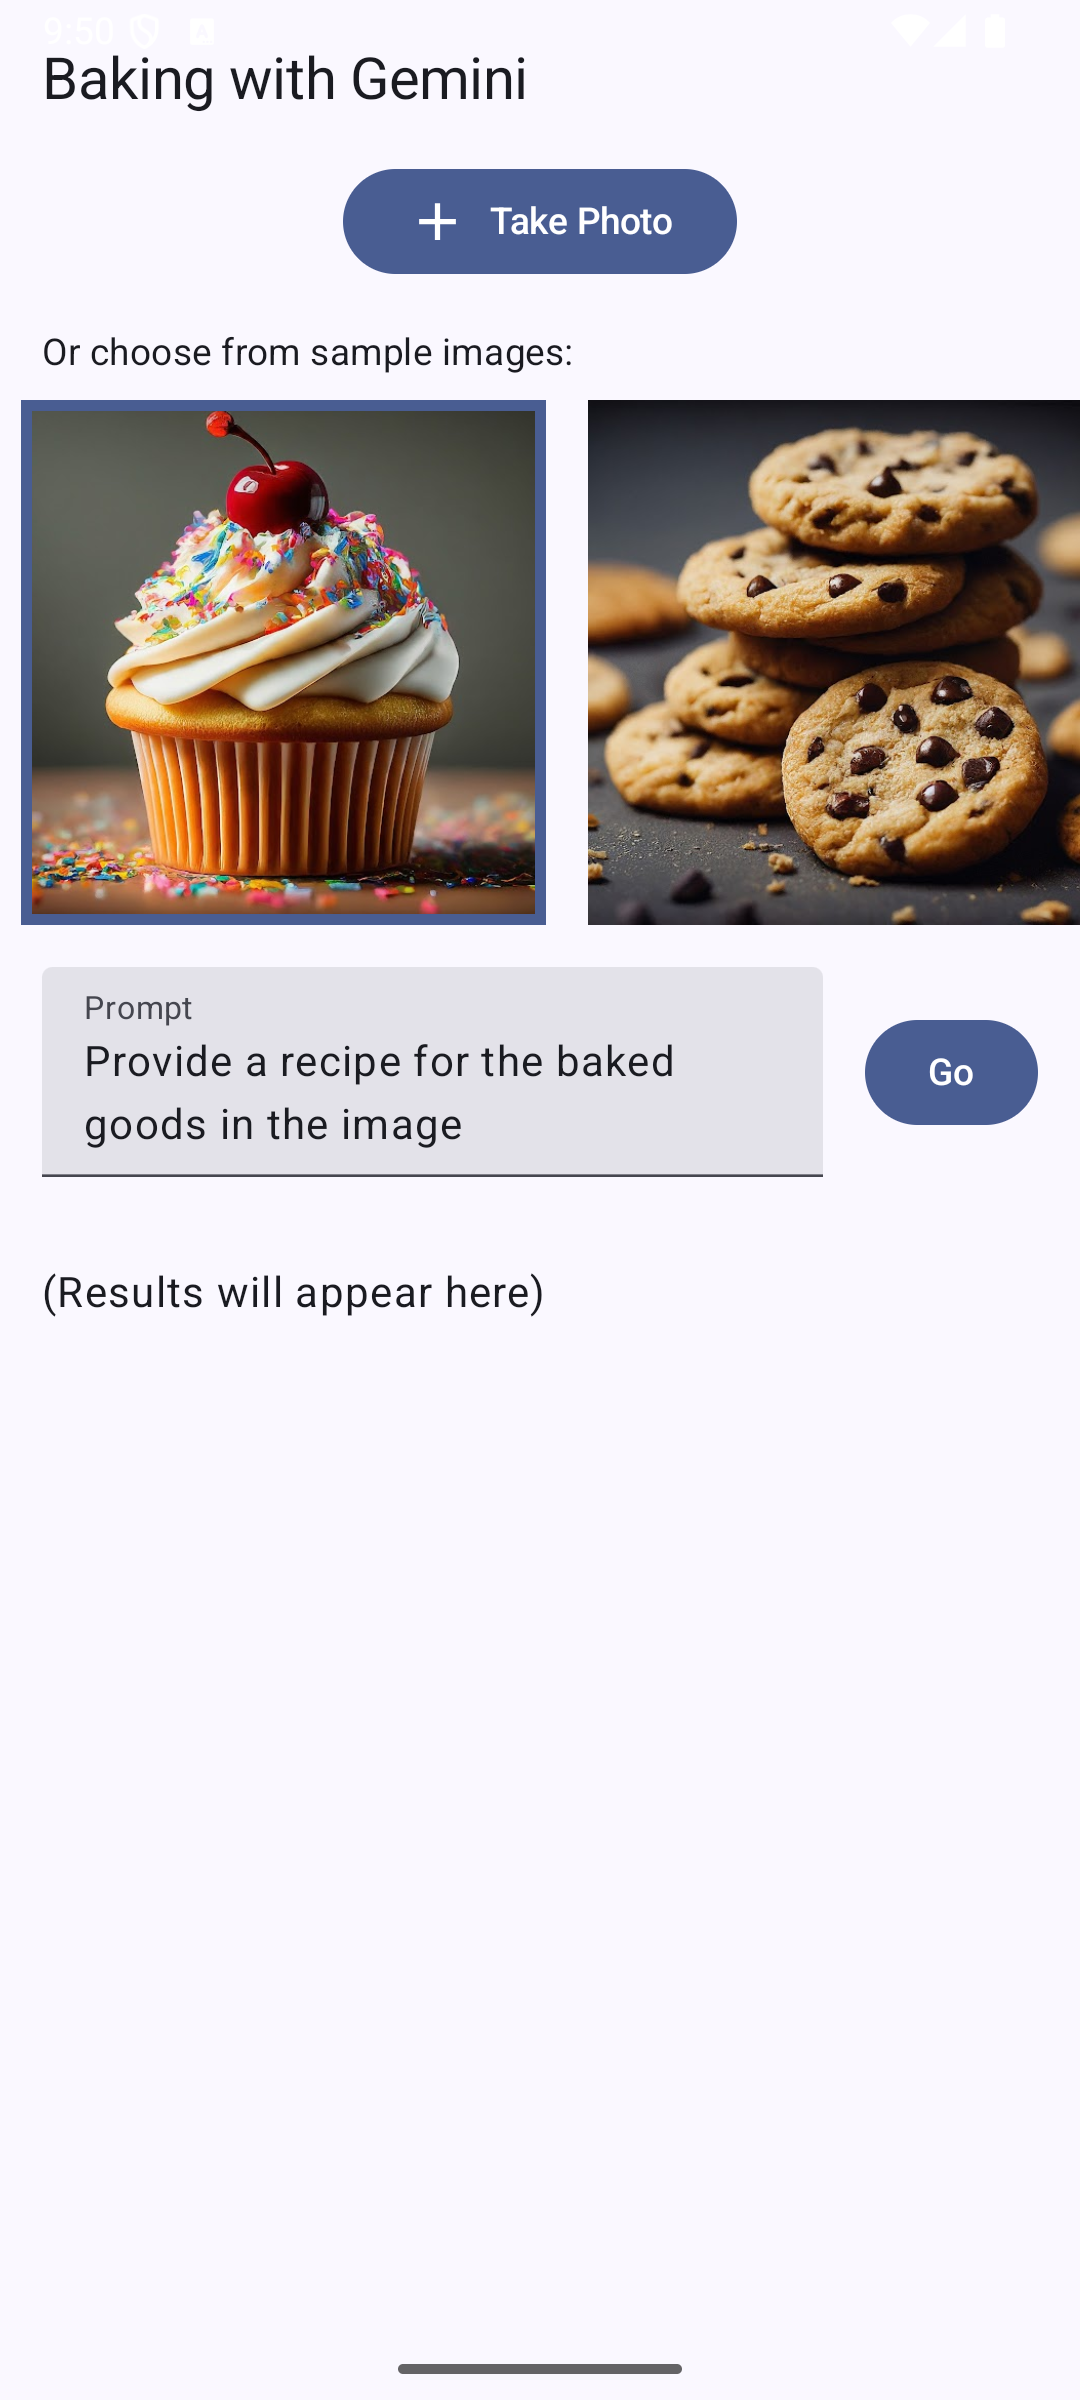 9:50
Baking with Gemini
Take Photo
Or choose from sample images:
Prompt
Provide a recipe for the baked
goods in the image
Go
(Results will appear here)